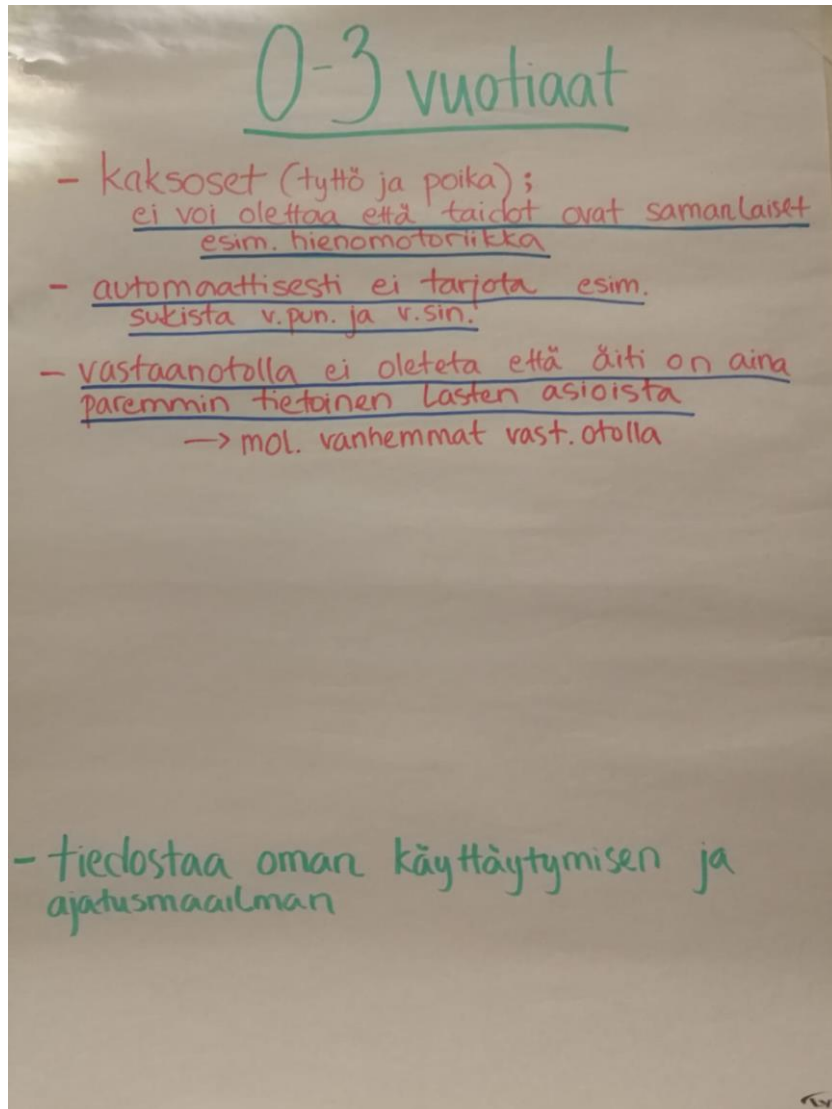 0-3 vuotiaat
- kaksoset (tyttö ja poika);
ei voi olettaa että taidot ovat samanlaiset
esim. hienomotoriikka
- automaattisesti ei tarjota esim.
sukista v.pun. ja v.sin.
- vastaanotolla ei oleteta että äiti on aina
paremmin tietoinen lasten asioista
→ mol. vanhemmat vast.otolla
- tiedostaa oman käyttäytymisen ja
ajatusmaailman